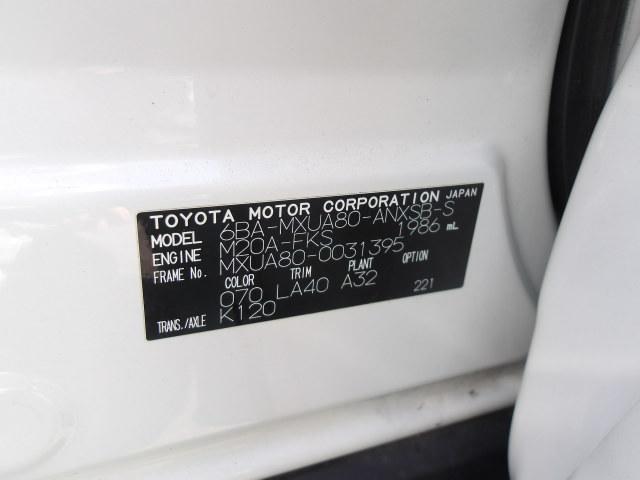 TOYOTA MOTOR CORPORATION JAPAN
MODEL 6BA-MXUA80-ANXSB-S
ENGINE M20A-FKS 1986 mL
FRAME No. MXUA80-0031395
COLOR TRIM PLANT OPTION
070 LA40 A32 221
TRANS./AXLE K120